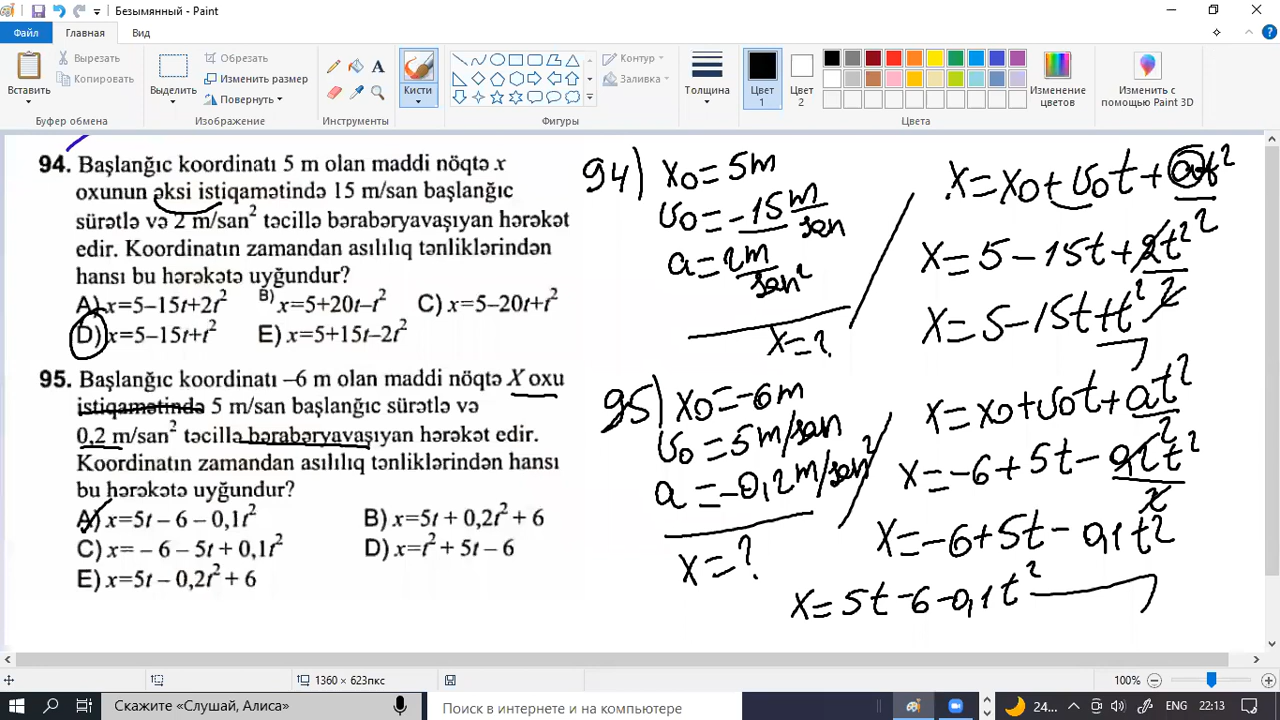 Безымянный - Paint
Файл
Главная
Вид
Вставить
Вырезать
Копировать
Буфер обмена
Выделить
Обрезать
Изменить размер
Повернуть
Изображение
Инструменты
Кисти
Контур
Заливка
Фигуры
Толщина
Цвет 1
Цвет 2
Изменение цветов
Цвета
Изменить с помощью Paint 3D
94. Başlanğıc koordinatı 5 m olan maddi nöqtə x
oxunun əksi istiqamətində 15 m/san başlanğıc
sürətlə və 2 m/san² təcillə bərabəryavaşıyan hərəkət
edir. Koordinatın zamandan asılılıq tənliklərindən
hansı bu hərəkətə uyğundur?
A) x=5–15t+2t² B) x=5+20t–t² C) x=5–20t+t²
D) x=5–15t+t² E) x=5+15t–2t²
95. Başlanğıc koordinatı –6 m olan maddi nöqtə X oxu
istiqamətində 5 m/san başlanğıc sürətlə və
0,2 m/san² təcillə bərabəryavaşıyan hərəkət edir.
Koordinatın zamandan asılılıq tənliklərindən hansı
bu hərəkətə uyğundur?
A) x=5t – 6 – 0,1t² B) x=5t + 0,2t² + 6
C) x= – 6 – 5t + 0,1t² D) x=t² + 5t – 6
E) x=5t – 0,2t² + 6
94) x0=5m
υ0=-15 m/san
a=2 m/san²
x=?
x=x0+υ0t+at²
x=5-15t+2t²/2
x=5-15t+t²
95) x0=-6m
υ0=5m/san
a=-0,2m/san²
x=?
x=x0+υ0t+at²/2
x=-6+5t-0,2t²/2
x=-6+5t-0,1t²
x=5t-6-0,1t²
1360 × 623пкс
100%
Скажите «Слушай, Алиса»
Поиск в интернете и на компьютере
24...
ENG
22:13